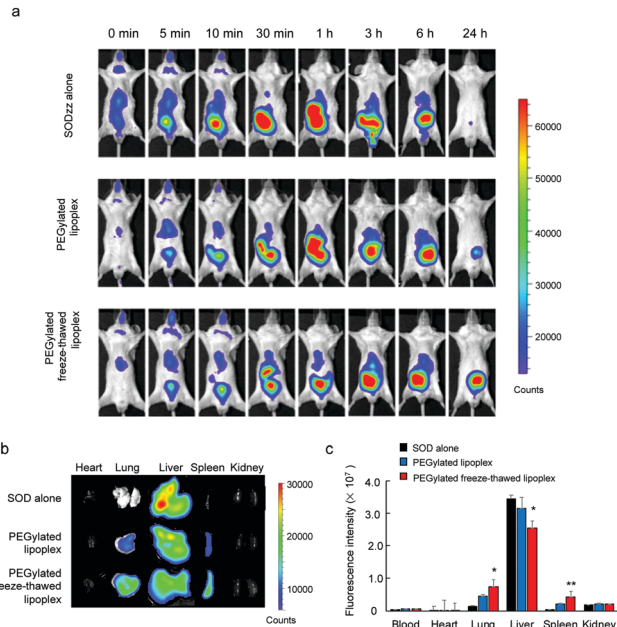 a
0 min 5 min 10 min 30 min 1 h 3 h 6 h 24 h
SODzz alone
PEGylated
lipoplex
PEGylated
freeze-thawed
lipoplex
60000
50000
40000
30000
20000
Counts
b
Heart Lung Liver Spleen Kidney
SOD alone
PEGylated
lipoplex
PEGylated
eeze-thawed
lipoplex
30000
20000
10000
Counts
c
SOD alone
PEGylated lipoplex
PEGylated freeze-thawed lipoplex
Fluorescence intensity (× 10⁷)
4.0
3.0
2.0
1.0
0
* * **
Blood Heart Lung Liver Spleen Kidney